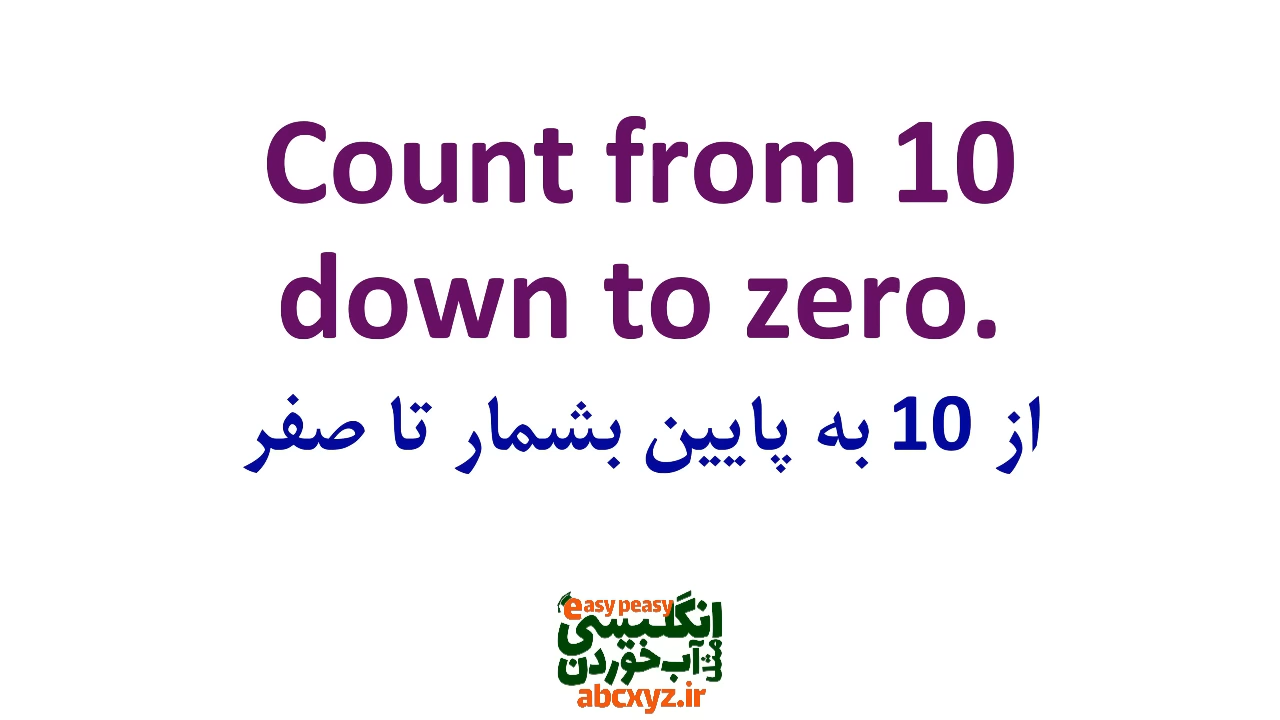 Count from 10
down to zero.
از 10 به پایین بشمار تا صفر
easy peasy
انگلیسی
مثل آب خوردن
abcxyz.ir